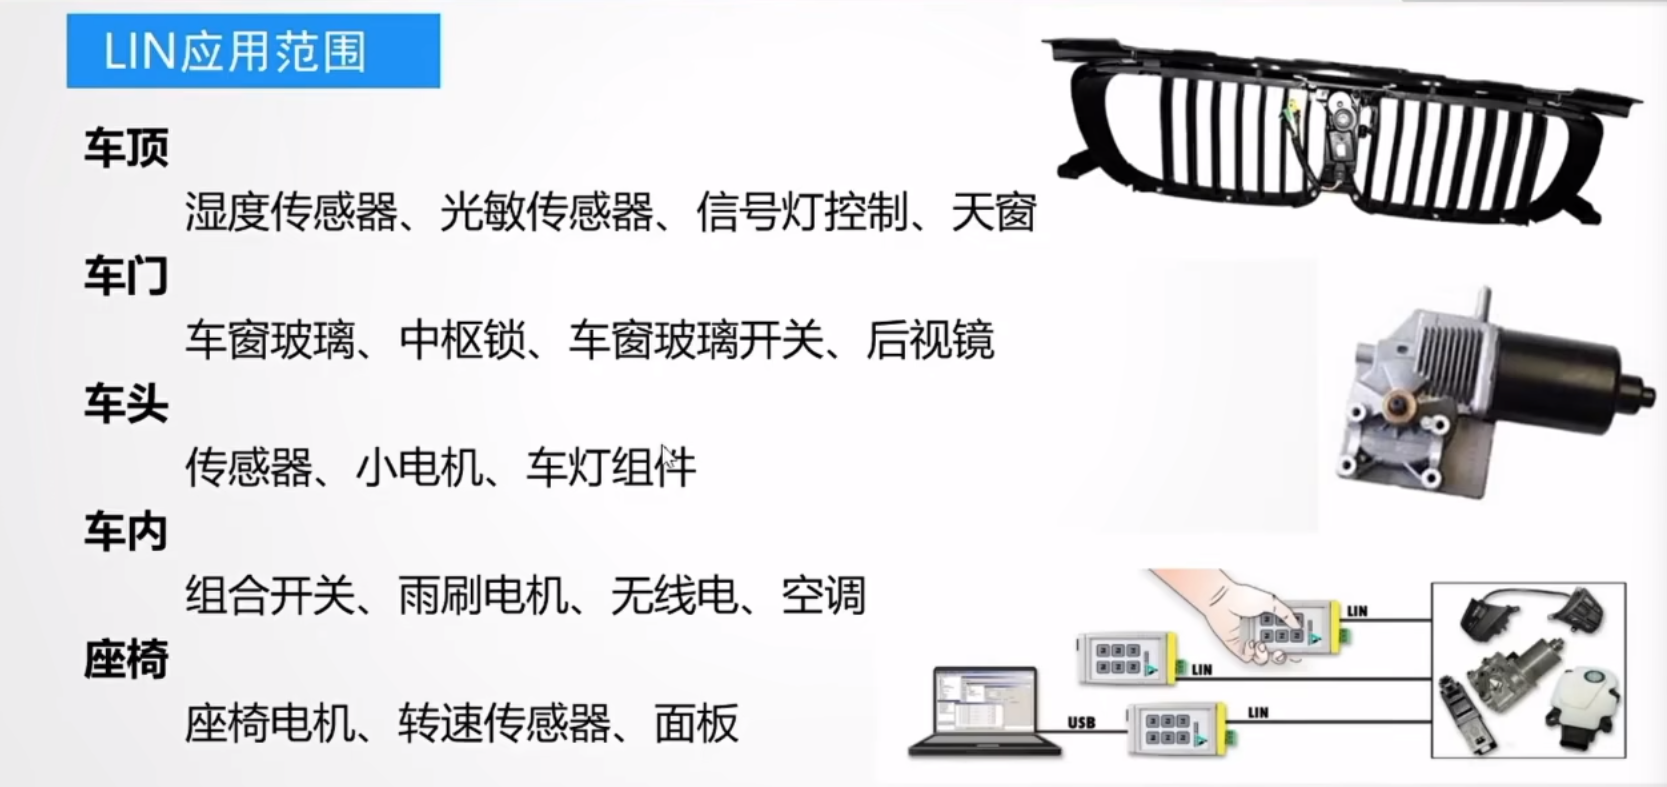 LIN应用范围
车顶
湿度传感器、光敏传感器、信号灯控制、天窗
车门
车窗玻璃、中枢锁、车窗玻璃开关、后视镜
车头
传感器、小电机、车灯组件
车内
组合开关、雨刷电机、无线电、空调
座椅
座椅电机、转速传感器、面板
LIN
LIN
USB
LIN